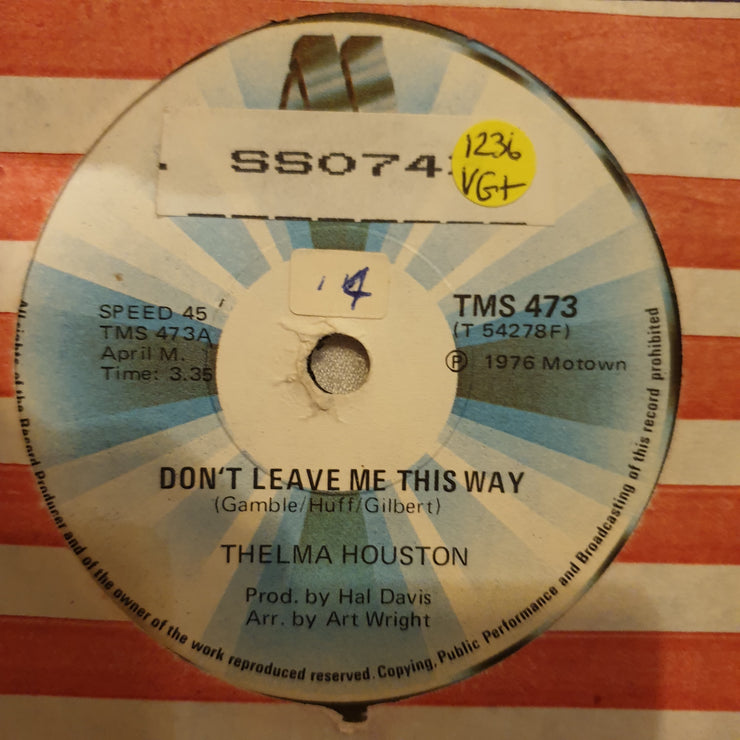 SS074
1236
VG+
4
SPEED 45
TMS 473A
April M.
Time: 3.35
TMS 473
(T 54278F)
Ⓟ 1976 Motown
DON'T LEAVE ME THIS WAY
(Gamble/Huff/Gilbert)
THELMA HOUSTON
Prod. by Hal Davis
Arr. by Art Wright
All rights of the Record Producer and of the owner of the work reproduced reserved. Copying, Public Performance and Broadcasting of this record prohibited